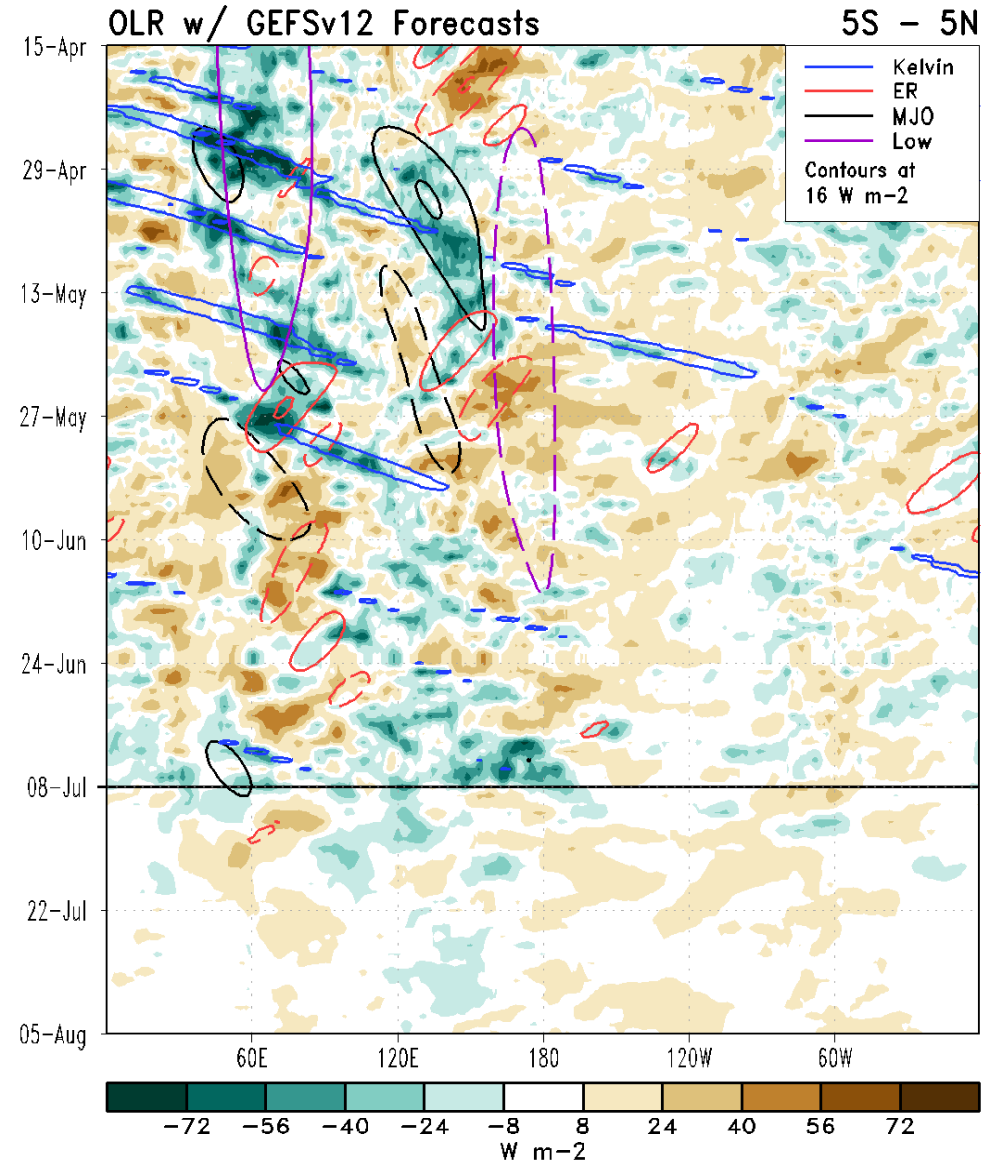 OLR w/ GEFSv12 Forecasts 5S - 5N
Kelvin
ER
MJO
Low
Contours at
16 W m-2
15-Apr
29-Apr
13-May
27-May
10-Jun
24-Jun
08-Jul
22-Jul
05-Aug
60E 120E 180 120W 60W
-72 -56 -40 -24 -8 8 24 40 56 72
W m-2